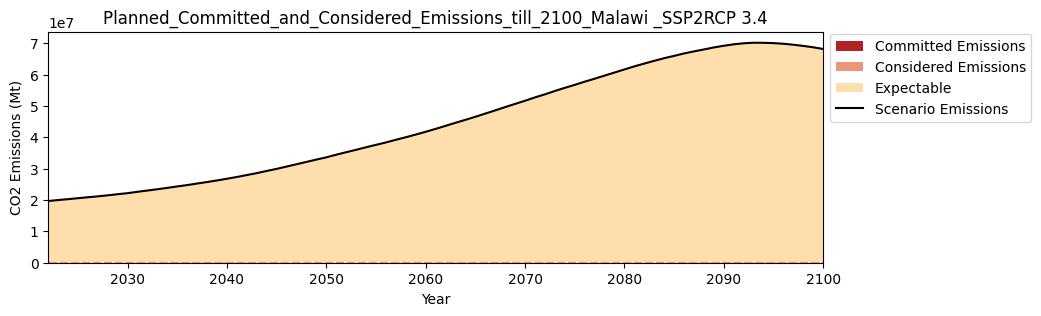 Planned_Committed_and_Considered_Emissions_till_2100_Malawi _SSP2RCP 3.4
1e7
7
6
5
4
3
2
1
0
CO2 Emissions (Mt)
2030 2040 2050 2060 2070 2080 2090 2100
Year
Committed Emissions
Considered Emissions
Expectable
Scenario Emissions